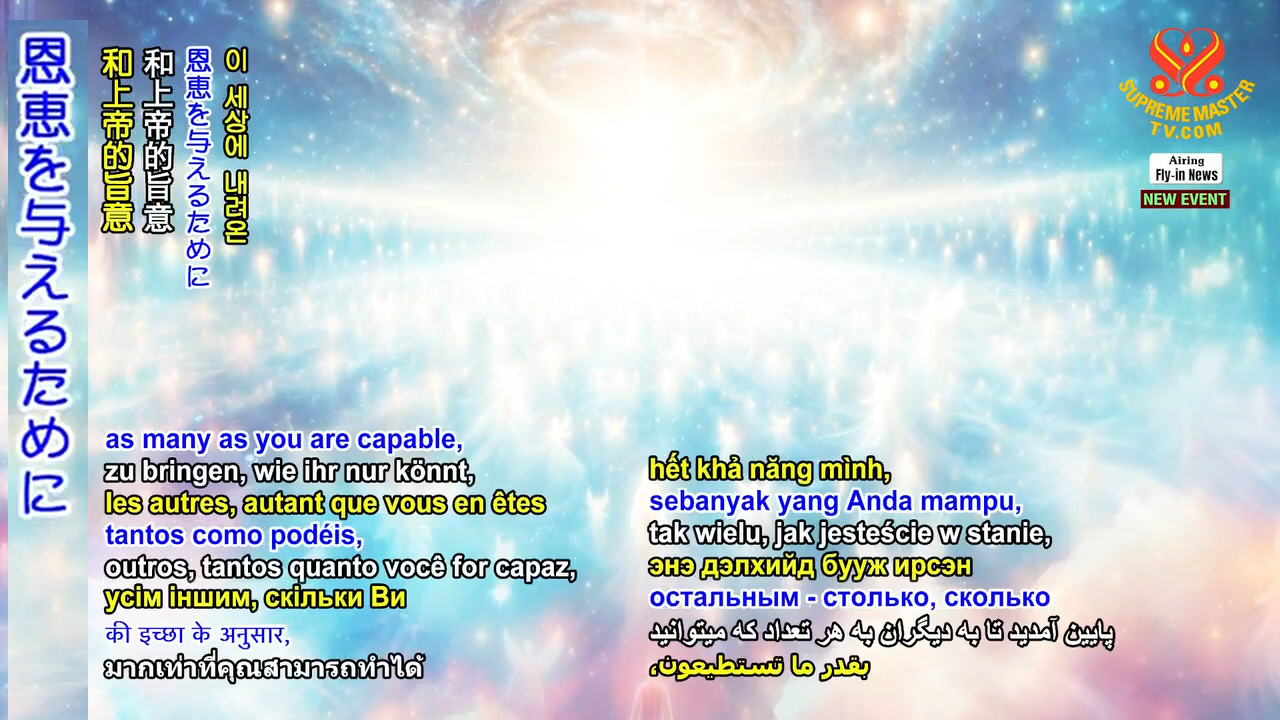 恩恵を与えるために
和上帝的旨意
和上帝的旨意
恩恵を与えるために
이 세상에 내려온
SUPREME MASTER
TV.COM
Airing
Fly-in News
NEW EVENT
as many as you are capable,
zu bringen, wie ihr nur könnt,
les autres, autant que vous en êtes
tantos como podéis,
outros, tantos quanto você for capaz,
усім іншим, скільки Ви
की इच्छा के अनुसार,
มากเท่าที่คุณสามารถทำได้
hết khả năng mình,
sebanyak yang Anda mampu,
tak wielu, jak jesteście w stanie,
энэ дэлхийд бууж ирсэн
остальным - столько, сколько
پایین آمدید تا به دیگران به هر تعداد که میتوانید
بقدر ما تستطيعون،